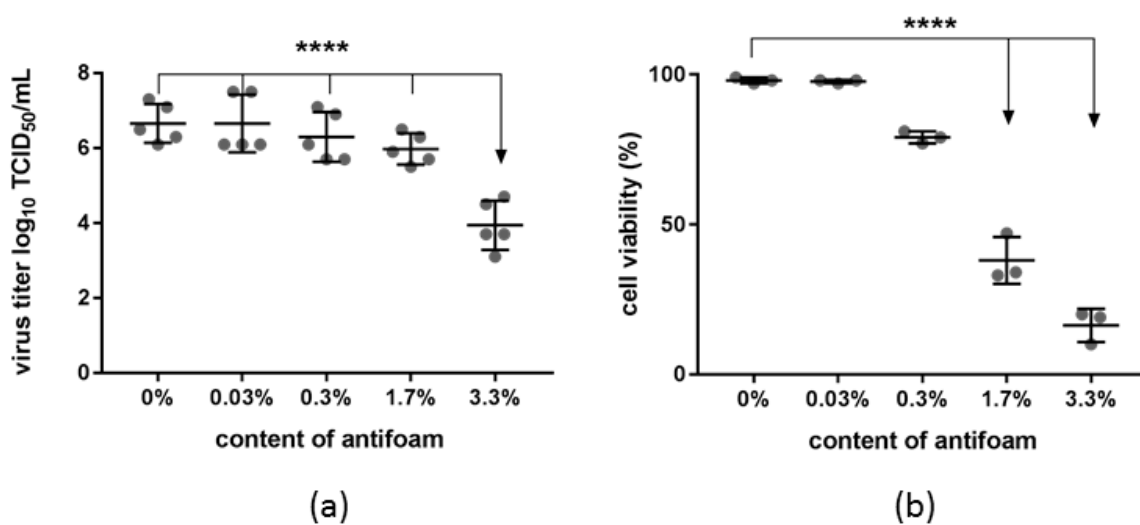 ****
8
6
4
2
0
virus titer log₁₀ TCID₅₀/mL
0% 0.03% 0.3% 1.7% 3.3%
content of antifoam
(a)
****
100
50
0
cell viability (%)
0% 0.03% 0.3% 1.7% 3.3%
content of antifoam
(b)